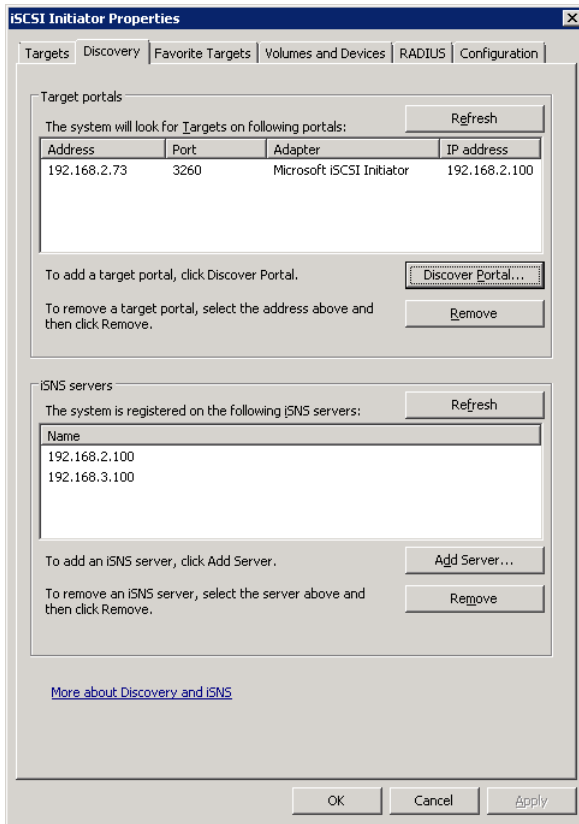 iSCSI Initiator Properties
Targets Discovery Favorite Targets Volumes and Devices RADIUS Configuration
Target portals
The system will look for Targets on following portals:
Refresh
Address Port Adapter IP address
192.168.2.73 3260 Microsoft iSCSI Initiator 192.168.2.100
To add a target portal, click Discover Portal.
Discover Portal...
To remove a target portal, select the address above and
then click Remove.
Remove
iSNS servers
The system is registered on the following iSNS servers:
Refresh
Name
192.168.2.100
192.168.3.100
To add an iSNS server, click Add Server.
Add Server...
To remove an iSNS server, select the server above and
then click Remove.
Remove
More about Discovery and iSNS
OK Cancel Apply